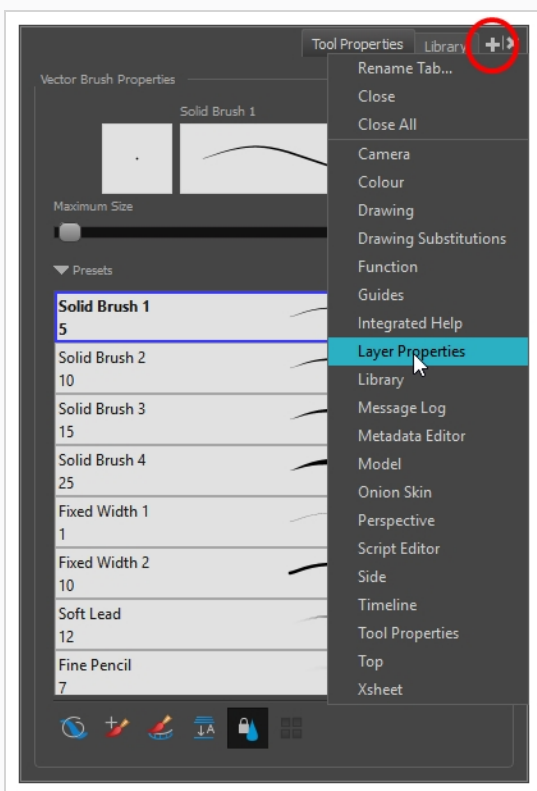 Tool Properties
Library
Rename Tab...
Close
Close All
Camera
Colour
Drawing
Drawing Substitutions
Function
Guides
Integrated Help
Layer Properties
Library
Message Log
Metadata Editor
Model
Onion Skin
Perspective
Script Editor
Side
Timeline
Tool Properties
Top
Xsheet
Vector Brush Properties
Solid Brush 1
Maximum Size
Presets
Solid Brush 1
5
Solid Brush 2
10
Solid Brush 3
15
Solid Brush 4
25
Fixed Width 1
1
Fixed Width 2
10
Soft Lead
12
Fine Pencil
7
A